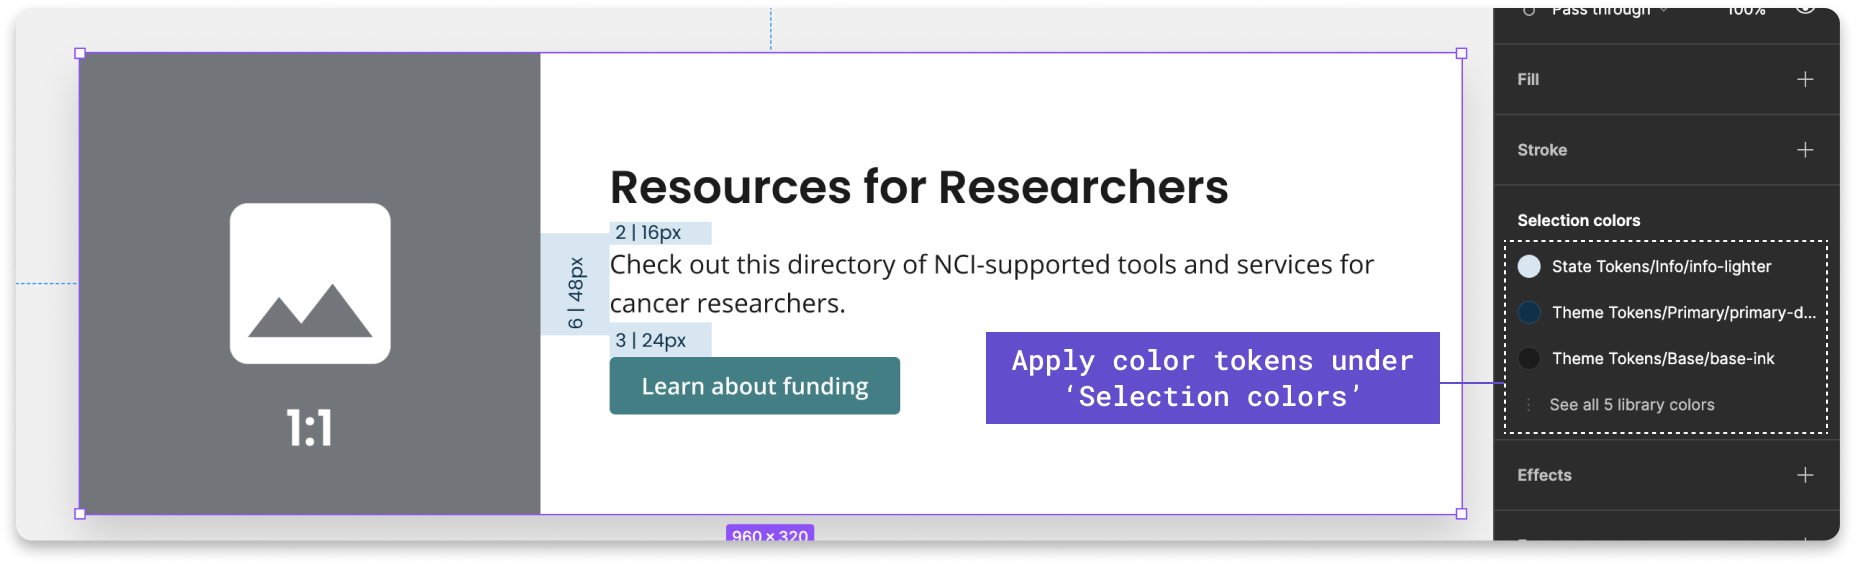 1:1
Resources for Researchers
2 | 16px
6 | 48px
Check out this directory of NCI-supported tools and services for
cancer researchers.
3 | 24px
Learn about funding
Apply color tokens under
‘Selection colors’
960 × 320
Pass through
100%
Fill
Stroke
Selection colors
State Tokens/Info/info-lighter
Theme Tokens/Primary/primary-d...
Theme Tokens/Base/base-ink
See all 5 library colors
Effects